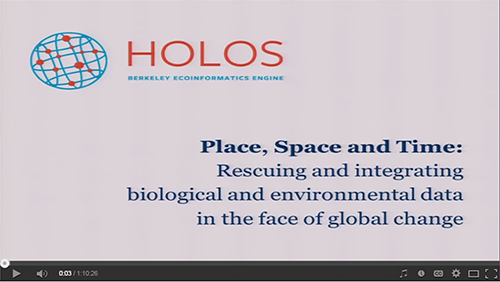 HOLOS
BERKELEY ECOINFORMATICS ENGINE
Place, Space and Time:
Rescuing and integrating
biological and environmental data
in the face of global change
0:03 / 1:10:26